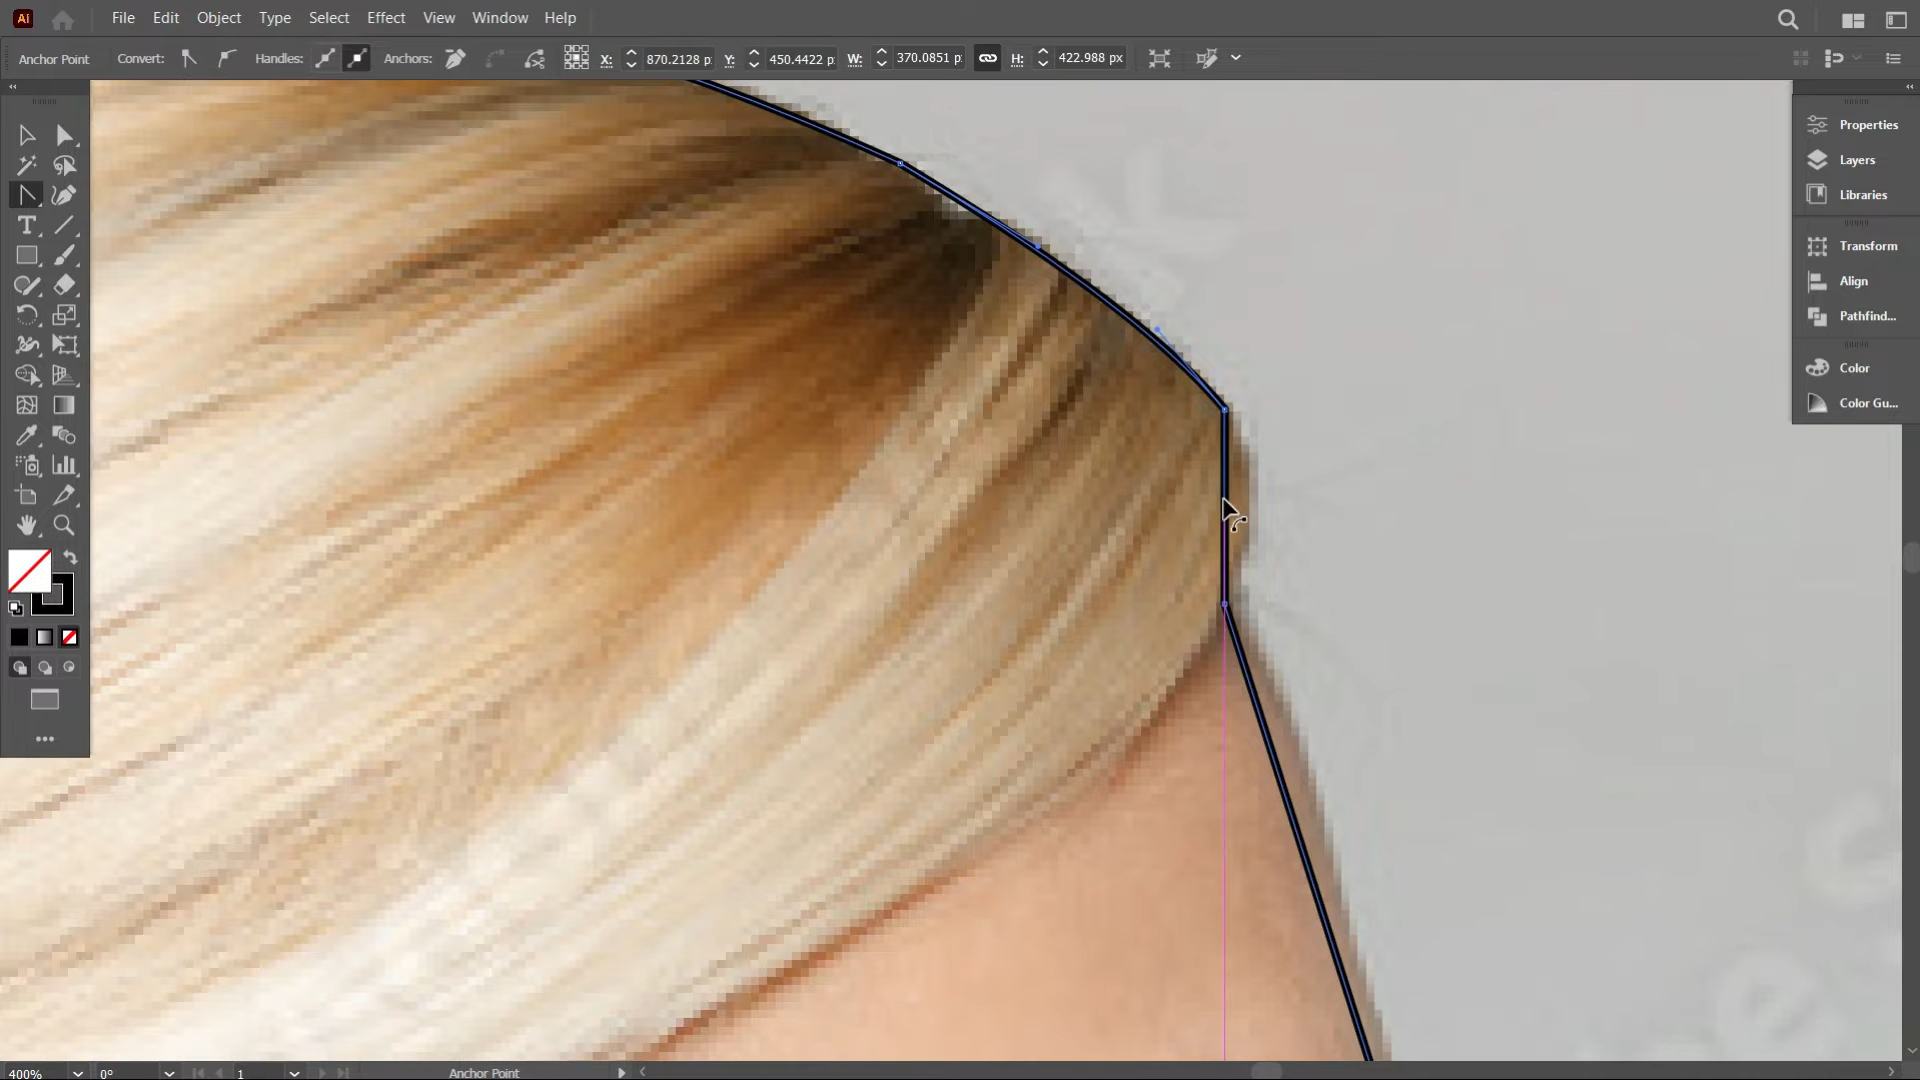 Ai File Edit Object Type Select Effect View Window Help
Anchor Point Convert: Handles: Anchors: X: 870.2128 p Y: 450.4422 p W: 370.0851 p H: 422.988 px
Properties
Layers
Libraries
Transform
Align
Pathfind...
Color
Color Gu...
400% 0° 1 Anchor Point